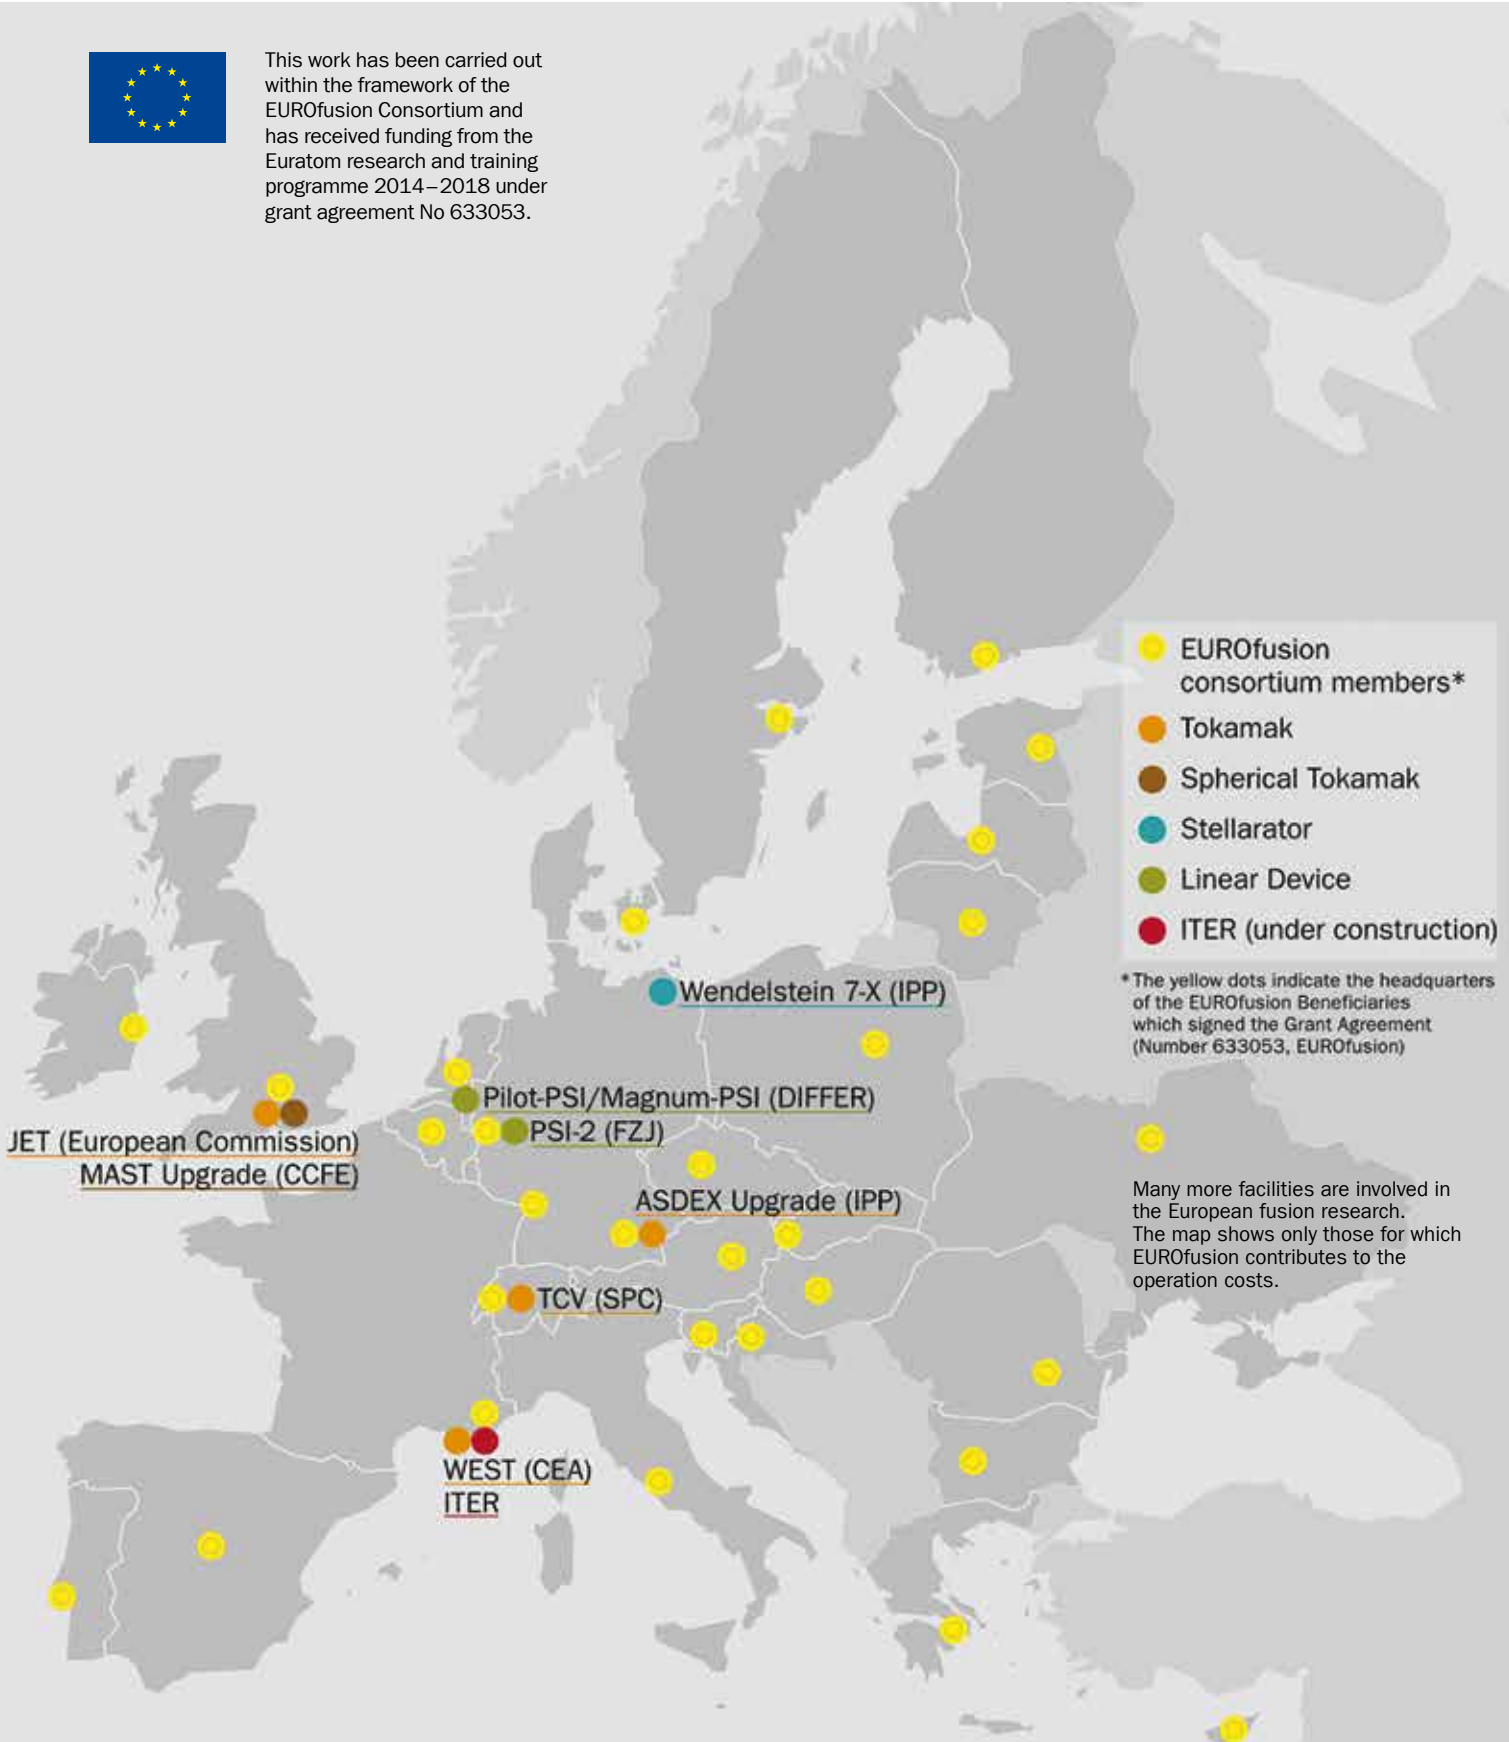 This work has been carried out
within the framework of the
EUROfusion Consortium and
has received funding from the
Euratom research and training
programme 2014–2018 under
grant agreement No 633053.
EUROfusion
consortium members*
Tokamak
Spherical Tokamak
Stellarator
Linear Device
ITER (under construction)
* The yellow dots indicate the headquarters
of the EUROfusion Beneficiaries
which signed the Grant Agreement
(Number 633053, EUROfusion)
Wendelstein 7-X (IPP)
Pilot-PSI/Magnum-PSI (DIFFER)
PSI-2 (FZJ)
JET (European Commission)
MAST Upgrade (CCFE)
ASDEX Upgrade (IPP)
Many more facilities are involved in
the European fusion research.
The map shows only those for which
EUROfusion contributes to the
operation costs.
TCV (SPC)
WEST (CEA)
ITER